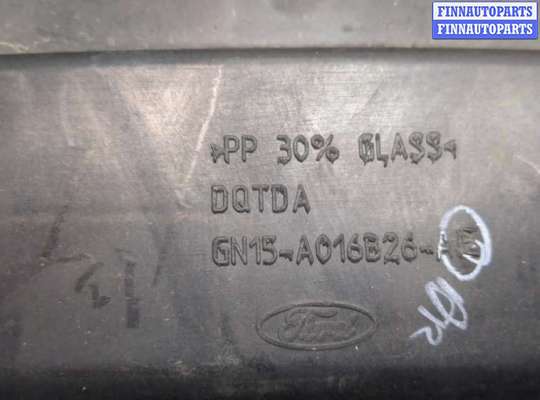 FINNAUTOPARTS
FINNAUTOPARTS
>PP 30% GLASS<
DQTDA
GN15-A016B26-
Ford